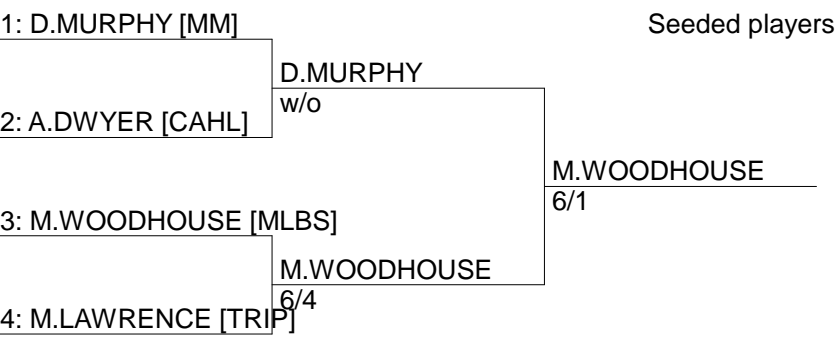 1: D.MURPHY [MM]
Seeded players
D.MURPHY
w/o
2: A.DWYER [CAHL]
M.WOODHOUSE
6/1
3: M.WOODHOUSE [MLBS]
M.WOODHOUSE
6/4
4: M.LAWRENCE [TRIP]